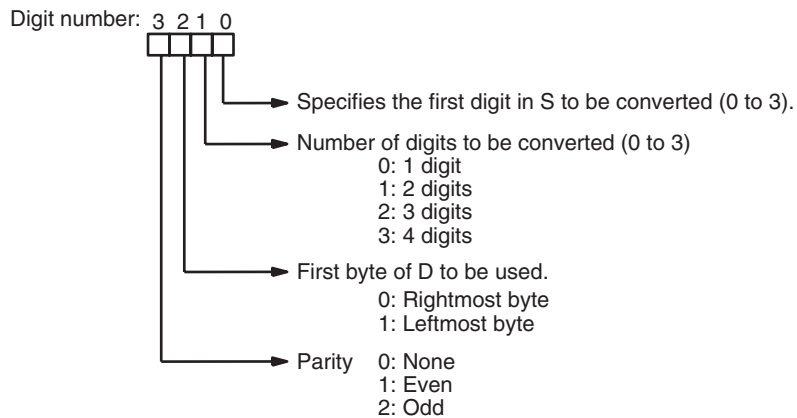 Digit number: 3 2 1 0
Specifies the first digit in S to be converted (0 to 3).
Number of digits to be converted (0 to 3)
0: 1 digit
1: 2 digits
2: 3 digits
3: 4 digits
First byte of D to be used.
0: Rightmost byte
1: Leftmost byte
Parity 0: None
1: Even
2: Odd